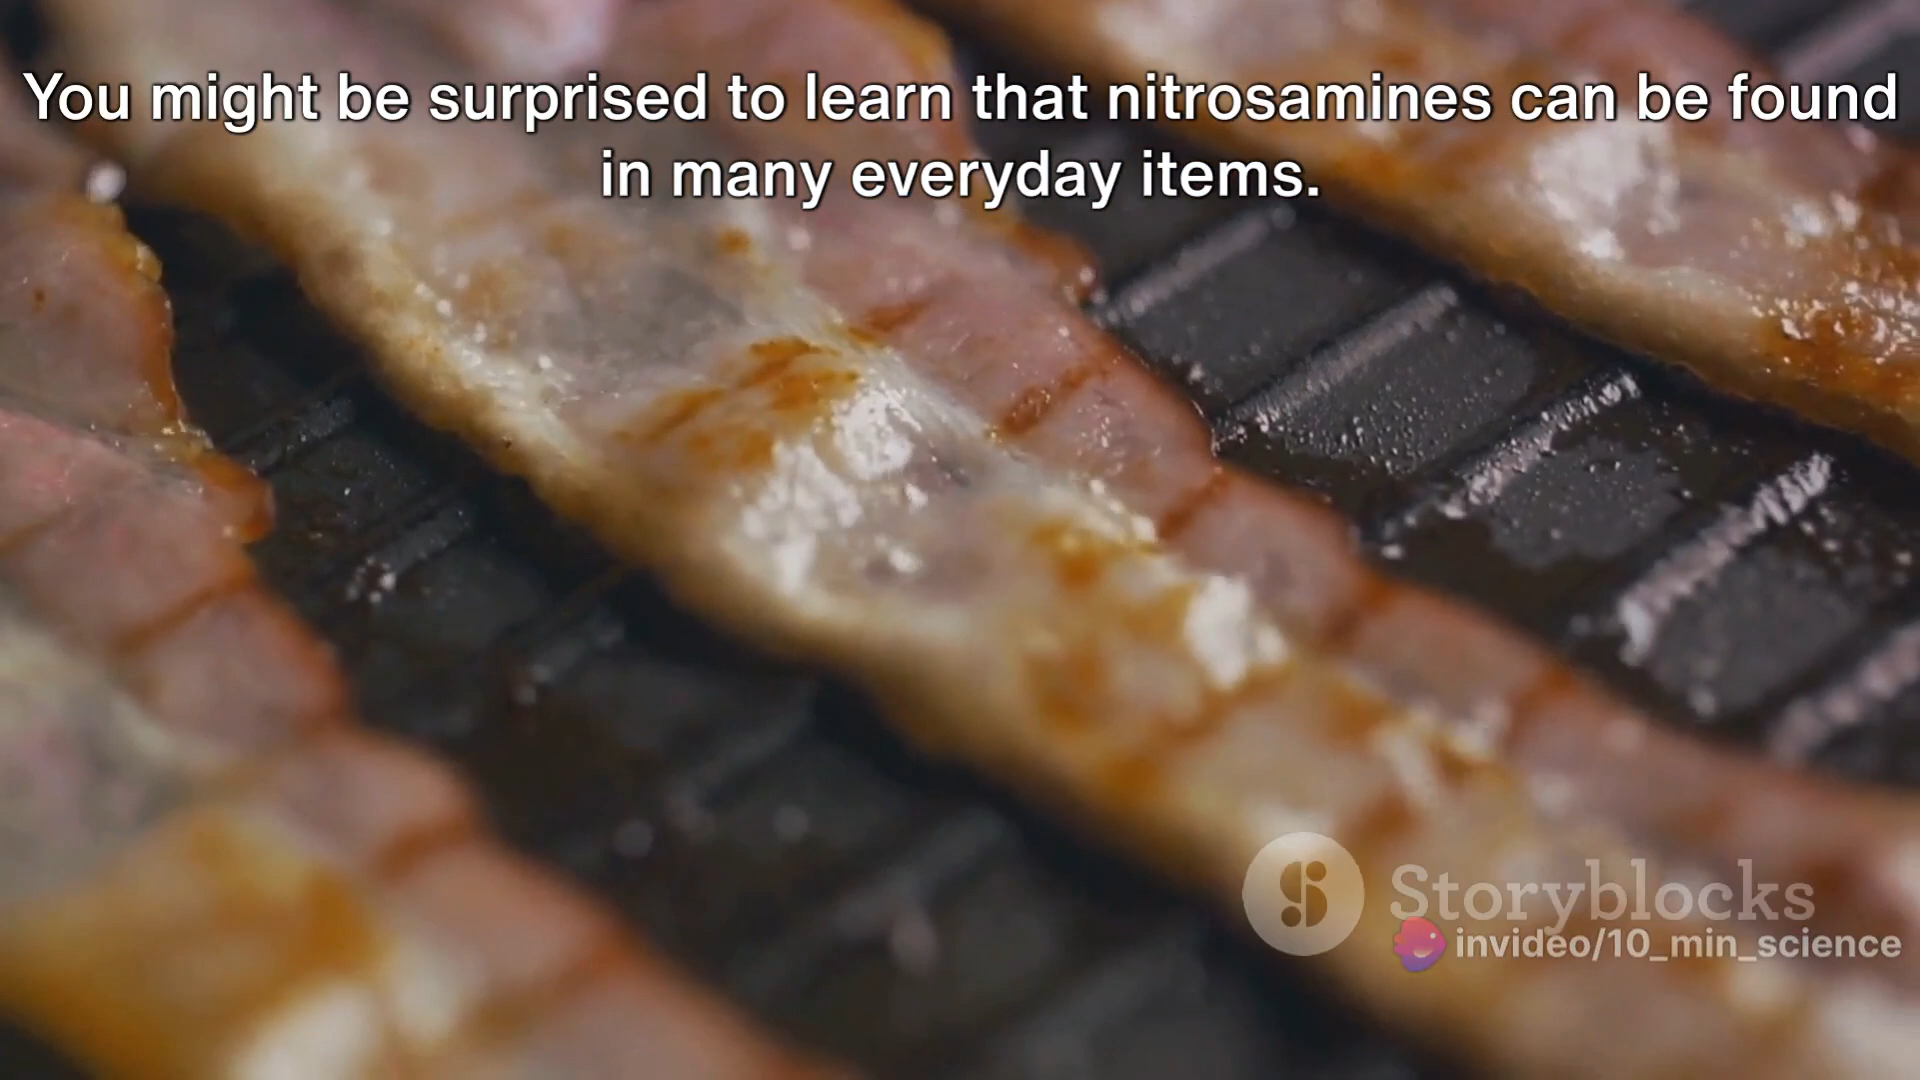 You might be surprised to learn that nitrosamines can be found
in many everyday items.
Storyblocks
invideo/10_min_science